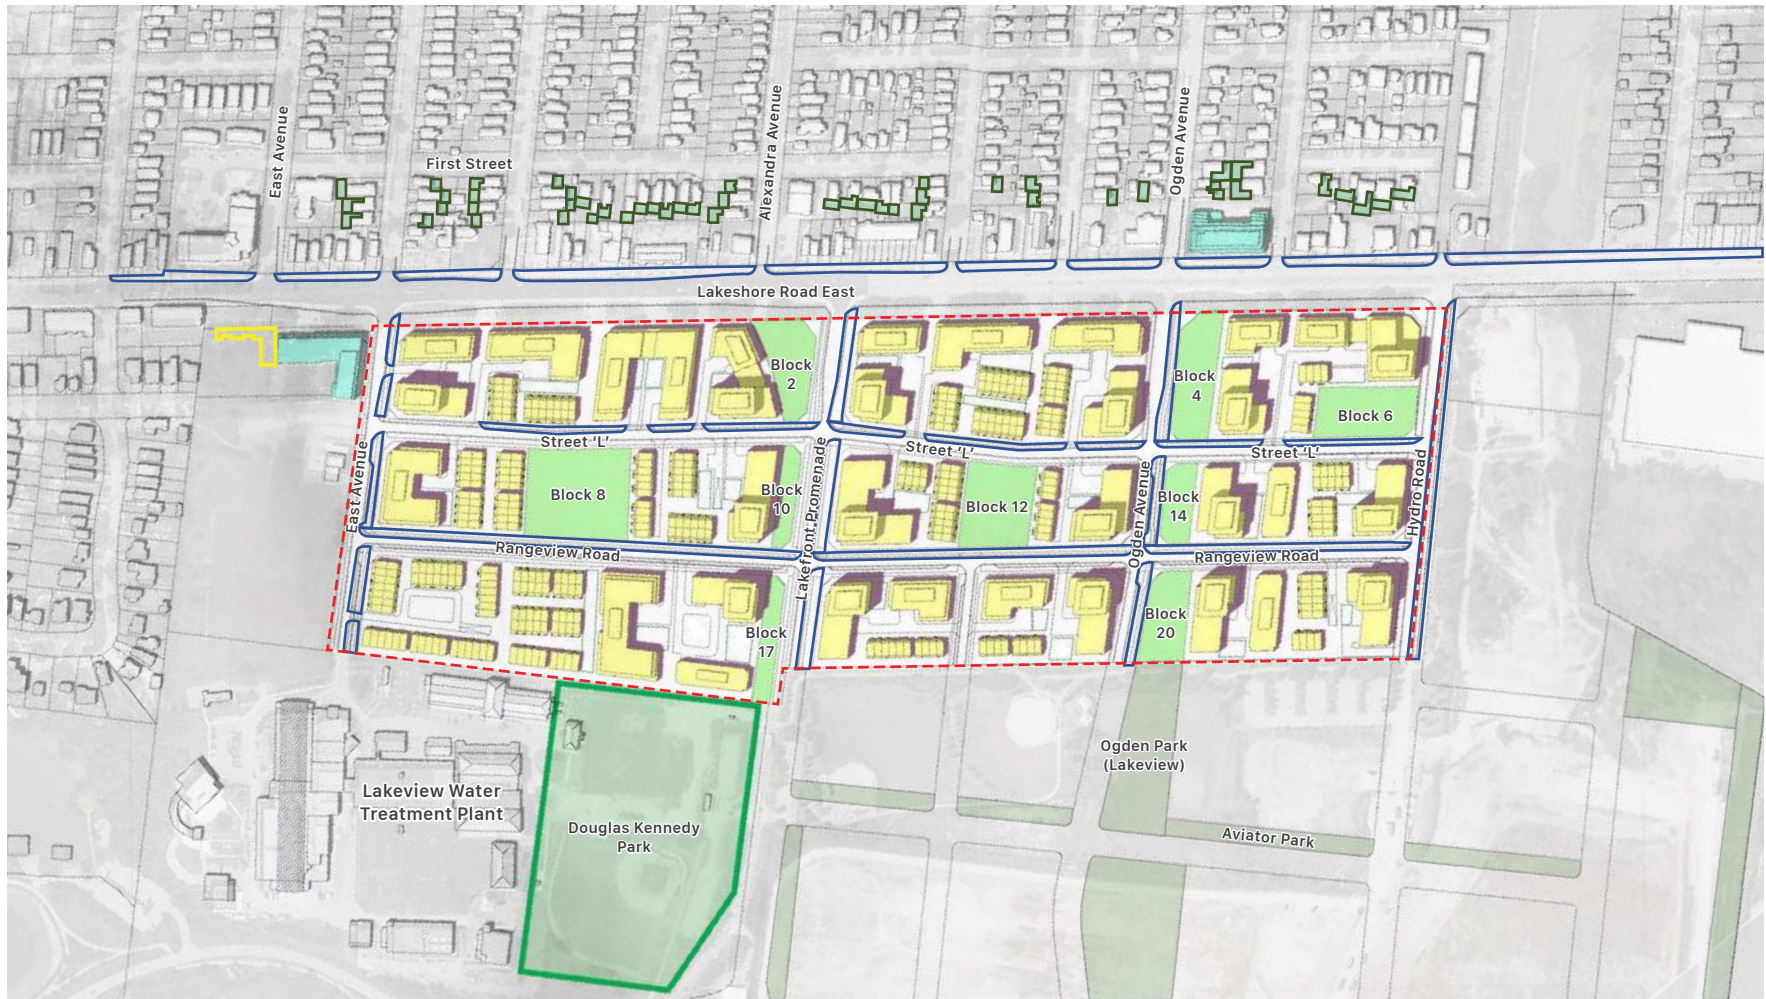 East Avenue
First Street
Alexandra Avenue
Ogden Avenue
Lakeshore Road East
Block
2
Block
4
Block 6
Street ‘L’
Street ‘L’
Street ‘L’
East Avenue
Block 8
Block
10
Lakefront Promenade
Block 12
Ogden Avenue
Block
14
Hydro Road
Rangeview Road
Rangeview Road
Block
17
Block
20
Ogden Park
(Lakeview)
Lakeview Water
Treatment Plant
Douglas Kennedy
Park
Aviator Park